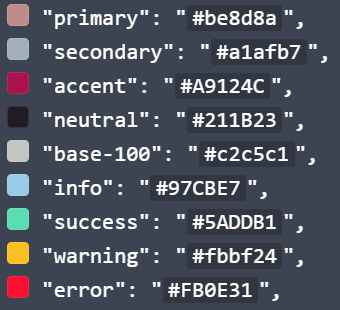 "primary": "#be8d8a",
"secondary": "#a1afb7",
"accent": "#A9124C",
"neutral": "#211B23",
"base-100": "#c2c5c1",
"info": "#97CBE7",
"success": "#5ADDB1",
"warning": "#fbbf24",
"error": "#FB0E31",